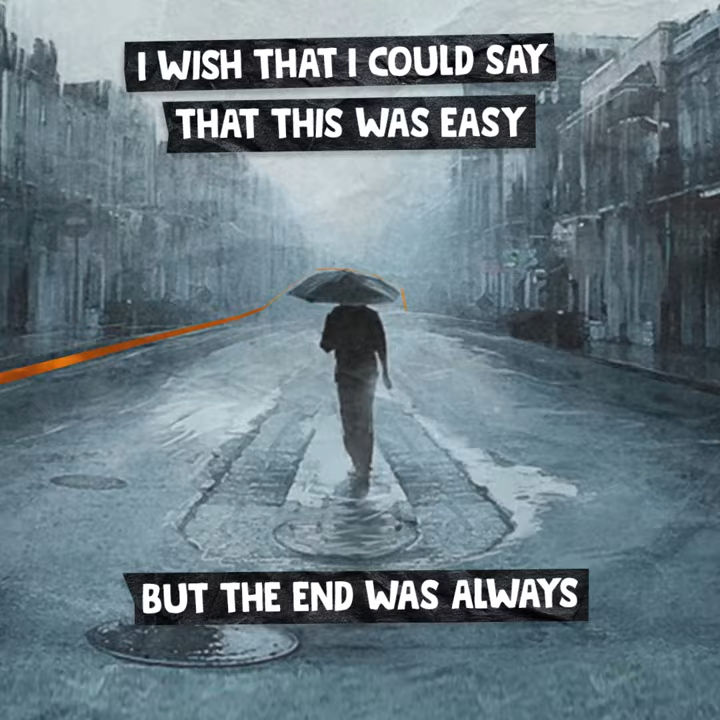 I WISH THAT I COULD SAY
THAT THIS WAS EASY
BUT THE END WAS ALWAYS